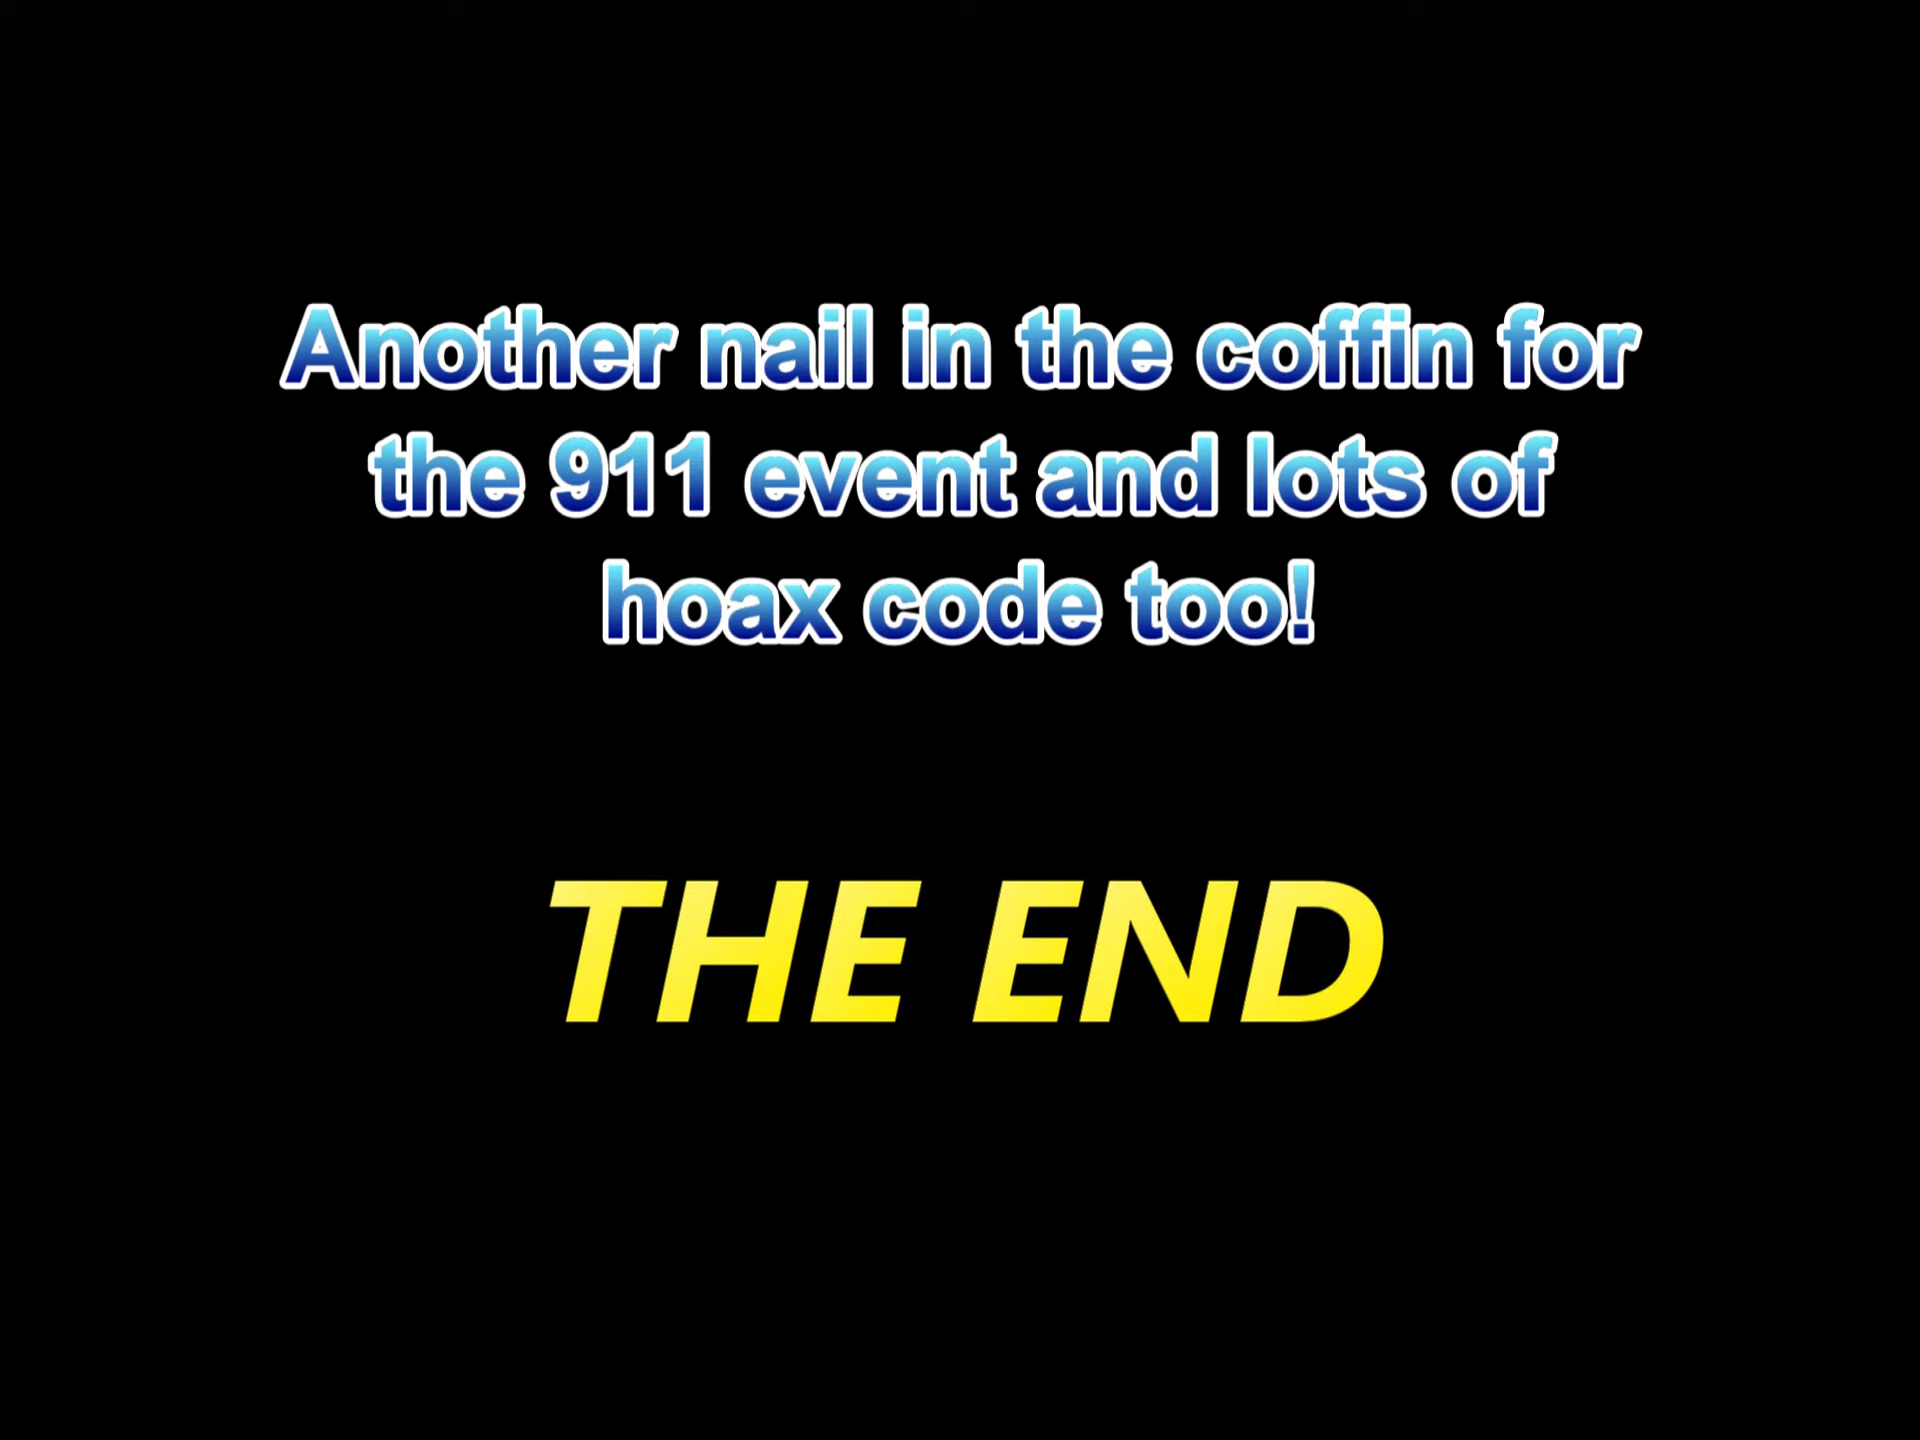 Another nail in the coffin for
the 911 event and lots of
hoax code too!
THE END